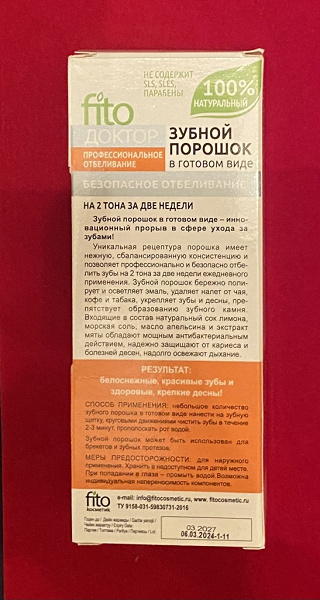 НЕ СОДЕРЖИТ
SLS, SLES,
ПАРАБЕНЫ
100%
НАТУРАЛЬНЫЙ
fito
ДОКТОР
ПРОФЕССИОНАЛЬНОЕ
ОТБЕЛИВАНИЕ
ЗУБНОЙ
ПОРОШОК
В ГОТОВОМ ВИДЕ
БЕЗОПАСНОЕ ОТБЕЛИВАНИЕ
НА 2 ТОНА ЗА ДВЕ НЕДЕЛИ
Зубной порошок в готовом виде – инно-
вационный прорыв в сфере ухода за
зубами!
Уникальная рецептура порошка имеет
нежную, сбалансированную консистенцию и
позволяет профессионально и безопасно отбе-
лить зубы на 2 тона за две недели ежедневного
применения. Зубной порошок бережно поли-
рует и осветляет эмаль, удаляет налет от чая,
кофе и табака, укрепляет зубы и десны, пре-
пятствует образованию зубного камня.
Входящие в состав натуральный сок лимона,
морская соль, масло апельсина и экстракт
мяты обладают мощным антибактериальным
действием, надежно защищают от кариеса и
болезней десен, надолго освежают дыхание.
РЕЗУЛЬТАТ:
белоснежные, красивые зубы и
здоровые, крепкие десны!
СПОСОБ ПРИМЕНЕНИЯ: небольшое количество
зубного порошка в готовом виде нанести на зубную
щетку, круговыми движениями чистить зубы в течение
2-3 минут, прополоскать рот водой.
Зубной порошок может быть использован для
брекетов и зубных протезов.
МЕРЫ ПРЕДОСТОРОЖНОСТИ: для наружного
применения. Хранить в недоступном для детей месте.
При попадании в глаза – промыть водой. Возможна
индивидуальная непереносимость компонентов.
fito
косметик
e-mail: info@fitocosmetic.ru, www.fitocosmetic.ru
ТУ 9158-031-59830731-2016
03.2027
06.03.2024-1-11